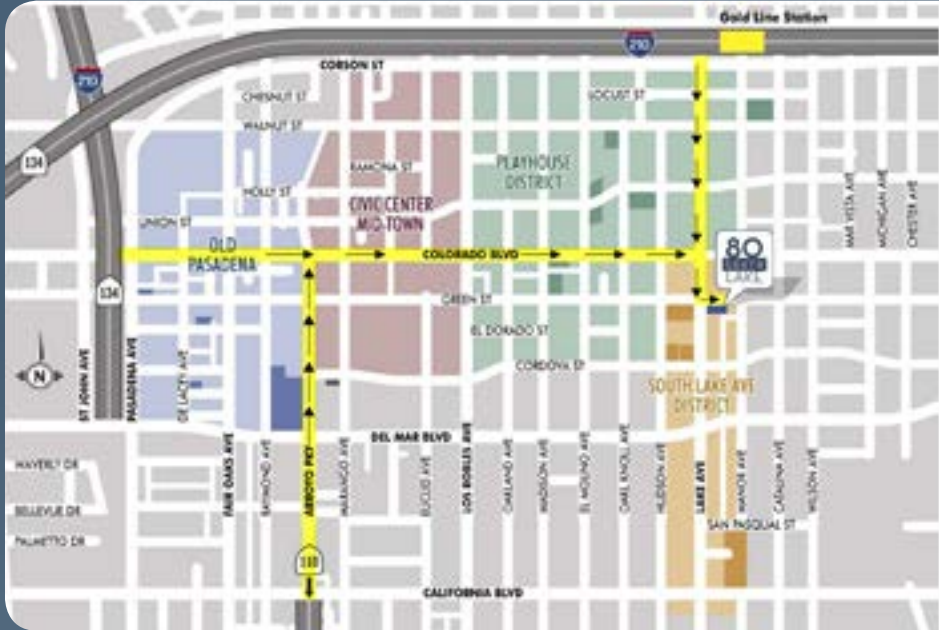 Gold Line Station
210
210
CORSON ST
CHESNUT ST
LOCUST ST
WALNUT ST
134
RAMONA ST
PLAYHOUSE
DISTRICT
HOLLY ST
CIVIC CENTER
MID-TOWN
UNION ST
MAR VISTA AVE
MICHIGAN AVE
CHESTER AVE
OLD
PASADENA
COLORADO BLVD
80
LAKE
134
GREEN ST
EL DORADO ST
CORDOVA ST
N
ST JOHN AVE
PASADENA AVE
DE LACEY AVE
SOUTH LAKE AVE
DISTRICT
DEL MAR BLVD
WAVERLY DR
BELLEVUE DR
PALMETTO DR
FAIR OAKS AVE
RAYMOND AVE
ARROYO PKY
MARENGO AVE
EUCLID AVE
LOS ROBLES AVE
OAKLAND AVE
MADISON AVE
EL MOLINO AVE
OAK KNOLL AVE
HUDSON AVE
LAKE AVE
MANOR AVE
CATALINA AVE
WILSON AVE
SAN PASQUAL ST
110
CALIFORNIA BLVD